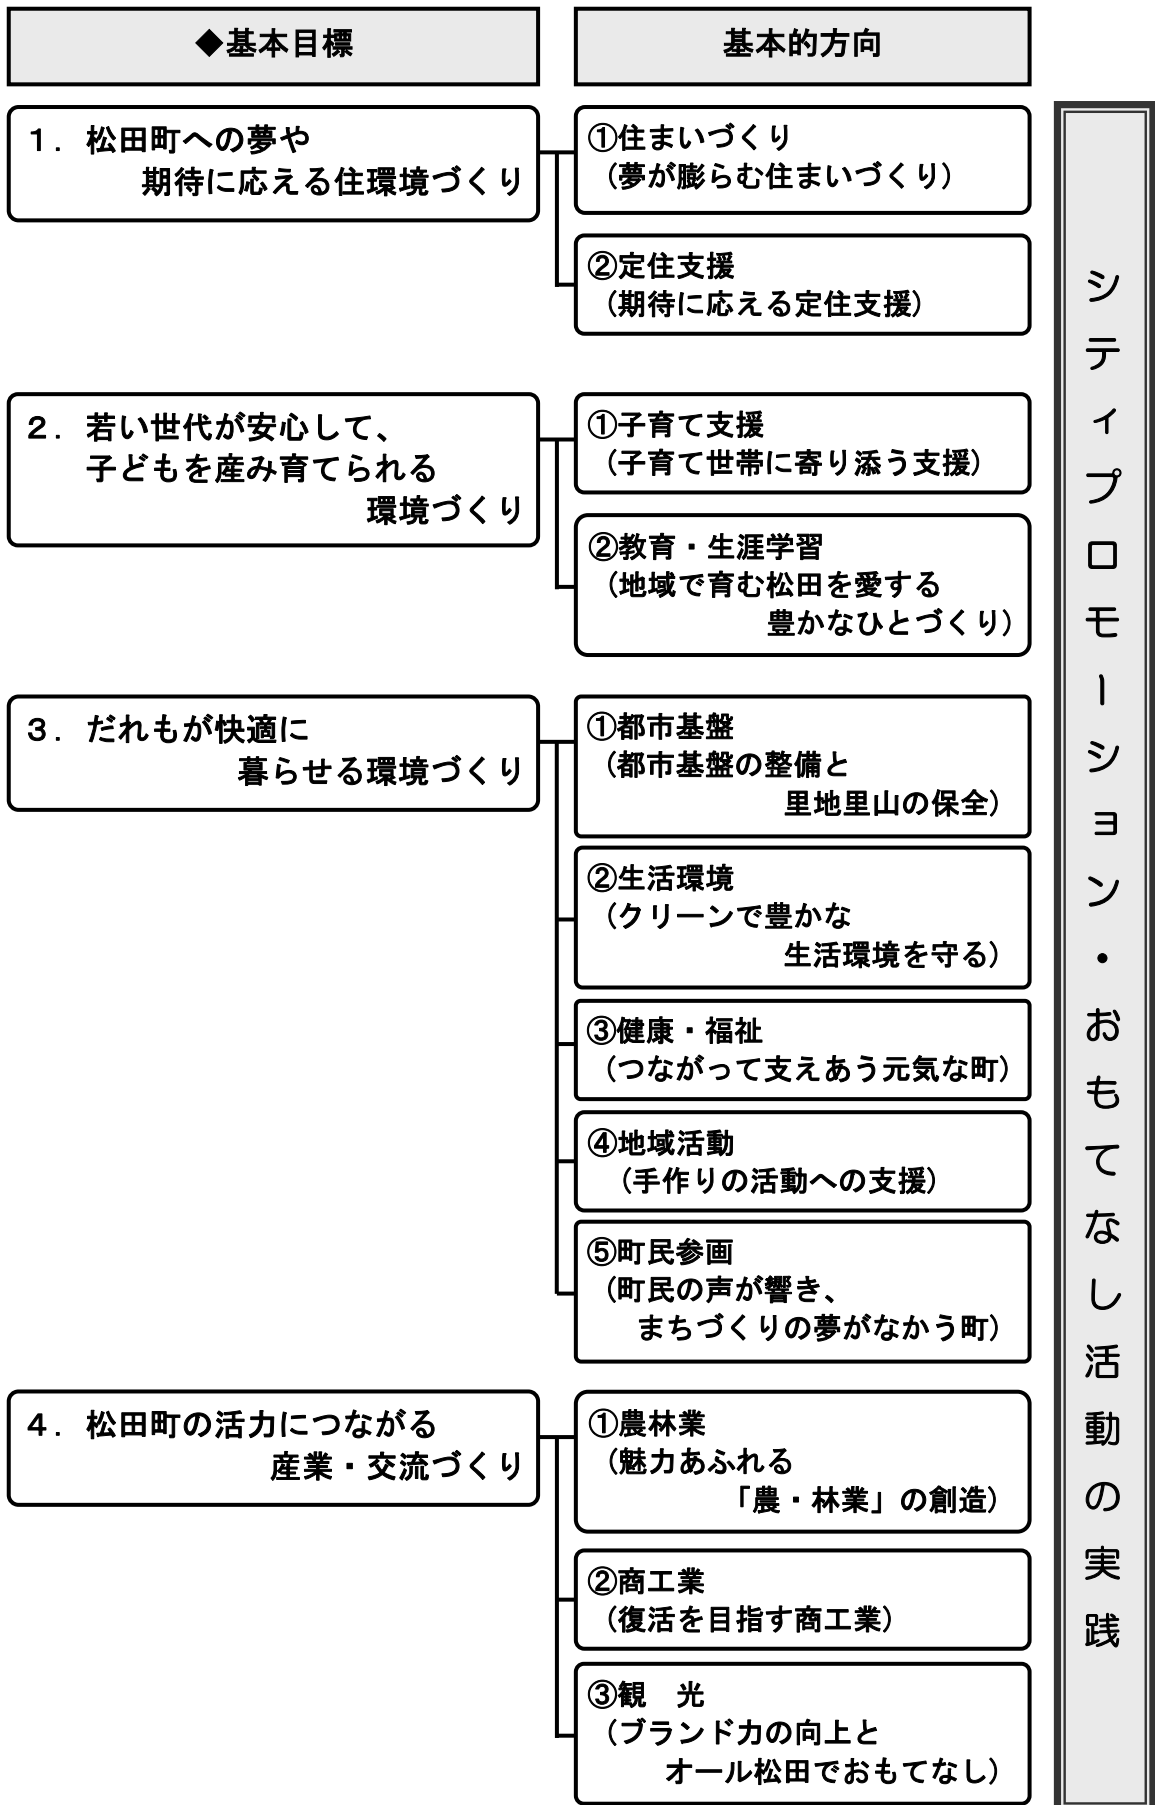 ◆基本目標
基本的方向
１．松田町への夢や
期待に応える住環境づくり
①住まいづくり
（夢が膨らむ住まいづくり）
②定住支援
（期待に応える定住支援）
２．若い世代が安心して、
子どもを産み育てられる
環境づくり
①子育て支援
（子育て世帯に寄り添う支援）
②教育・生涯学習
（地域で育む松田を愛する
豊かなひとづくり）
３．だれもが快適に
暮らせる環境づくり
①都市基盤
（都市基盤の整備と
里地里山の保全）
②生活環境
（クリーンで豊かな
生活環境を守る）
③健康・福祉
（つながって支えあう元気な町）
④地域活動
（手作りの活動への支援）
⑤町民参画
（町民の声が響き、
まちづくりの夢がなかう町）
４．松田町の活力につながる
産業・交流づくり
①農林業
（魅力あふれる
「農・林業」の創造）
②商工業
（復活を目指す商工業）
③観　光
（ブランド力の向上と
オール松田でおもてなし）
シティプロモーション・おもてなし活動の実践